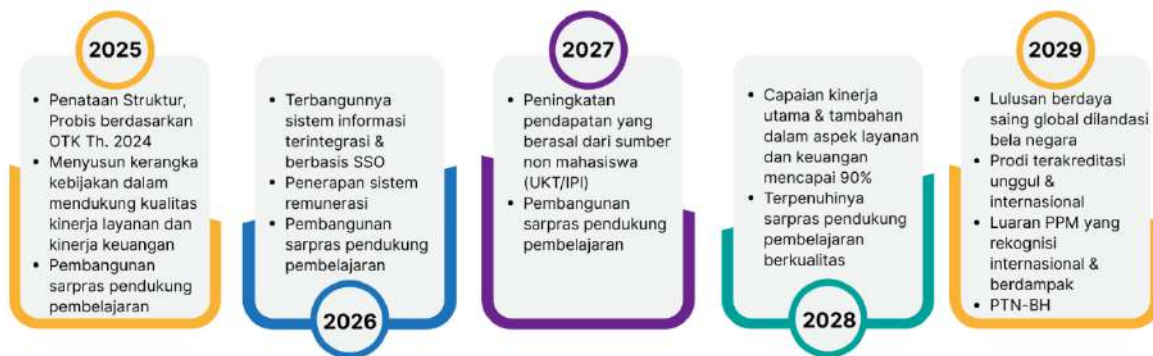 2025
• Penataan Struktur,
Probis berdasarkan
OTK Th. 2024
• Menyusun kerangka
kebijakan dalam
mendukung kualitas
kinerja layanan dan
kinerja keuangan
• Pembangunan
sarpras pendukung
pembelajaran
• Terbangunnya
sistem informasi
terintegrasi &
berbasis SSO
• Penerapan sistem
remunerasi
• Pembangunan
sarpras pendukung
pembelajaran
2026
2027
• Peningkatan
pendapatan yang
berasal dari sumber
non mahasiswa
(UKT/IPI)
• Pembangunan
sarpras pendukung
pembelajaran
• Capaian kinerja
utama & tambahan
dalam aspek layanan
dan keuangan
mencapai 90%
• Terpenuhinya
sarpras pendukung
pembelajaran
berkualitas
2028
2029
• Lulusan berdaya
saing global dilandasi
bela negara
• Prodi terakreditasi
unggul &
internasional
• Luaran PPM yang
rekognisi
internasional &
berdampak
• PTN-BH